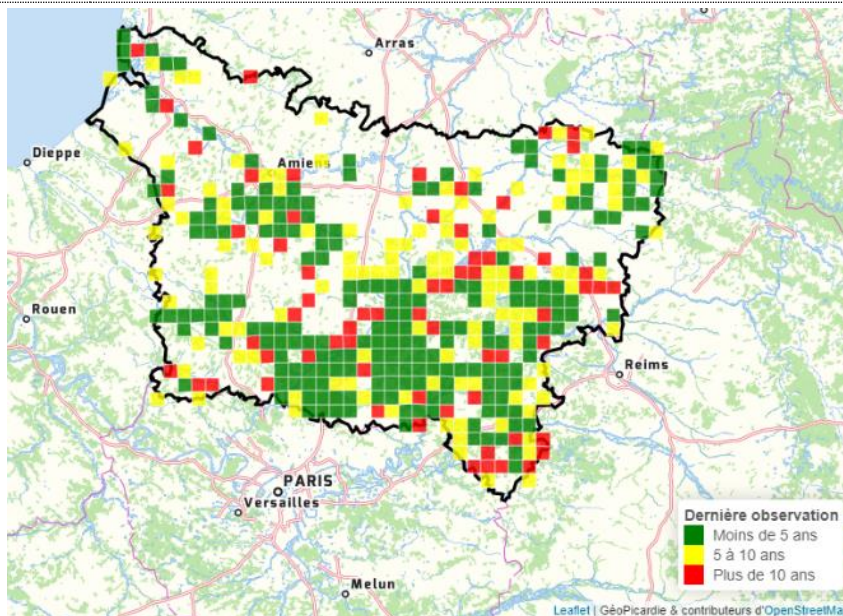 Arras
Dieppe
Amiens
Rouen
Reims
PARIS
Versailles
Melun
Dernière observation
Moins de 5 ans
5 à 10 ans
Plus de 10 ans
Leaflet | GéoPicardie & contributeurs d'OpenStreetMa